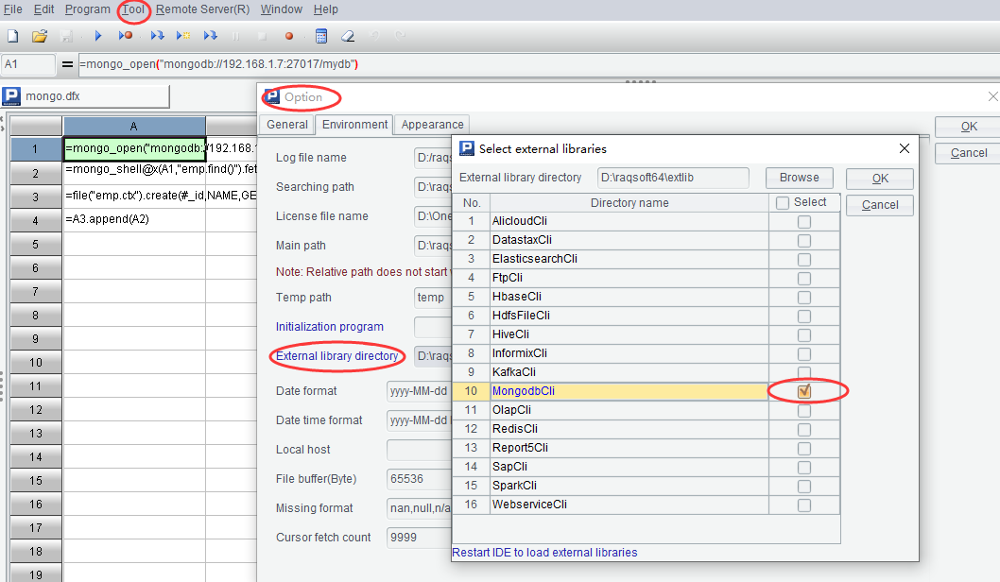 File Edit Program Tool Remote Server(R) Window Help
A1 = =mongo_open("mongodb://192.168.1.7:27017/mydb")
mongo.dfx
A
1 =mongo_open("mongodb://192.168.1
2 =mongo_shell@x(A1,"emp.find()").fet
3 =file("emp.ctx").create(#_id,NAME,GE
4 =A3.append(A2)
5
6
7
8
9
10
11
12
13
14
15
16
17
18
19
Option
General Environment Appearance
OK
Cancel
Log file name D:/raq
Searching path D:\raqs
License file name D:\One
Main path D:\raqs
Note: Relative path does not start
Temp path temp
Initialization program
External library directory D:\raqs
Date format yyyy-MM-dd
Date time format yyyy-MM-dd
Local host
File buffer(Byte) 65536
Missing format nan,null,n/a
Cursor fetch count 9999
Select external libraries
External library directory D:\raqsoft64\extlib Browse OK
Cancel
No. Directory name Select
1 AlicloudCli
2 DatastaxCli
3 ElasticsearchCli
4 FtpCli
5 HbaseCli
6 HdfsFileCli
7 HiveCli
8 InformixCli
9 KafkaCli
10 MongodbCli
11 OlapCli
12 RedisCli
13 Report5Cli
14 SapCli
15 SparkCli
16 WebserviceCli
Restart IDE to load external libraries